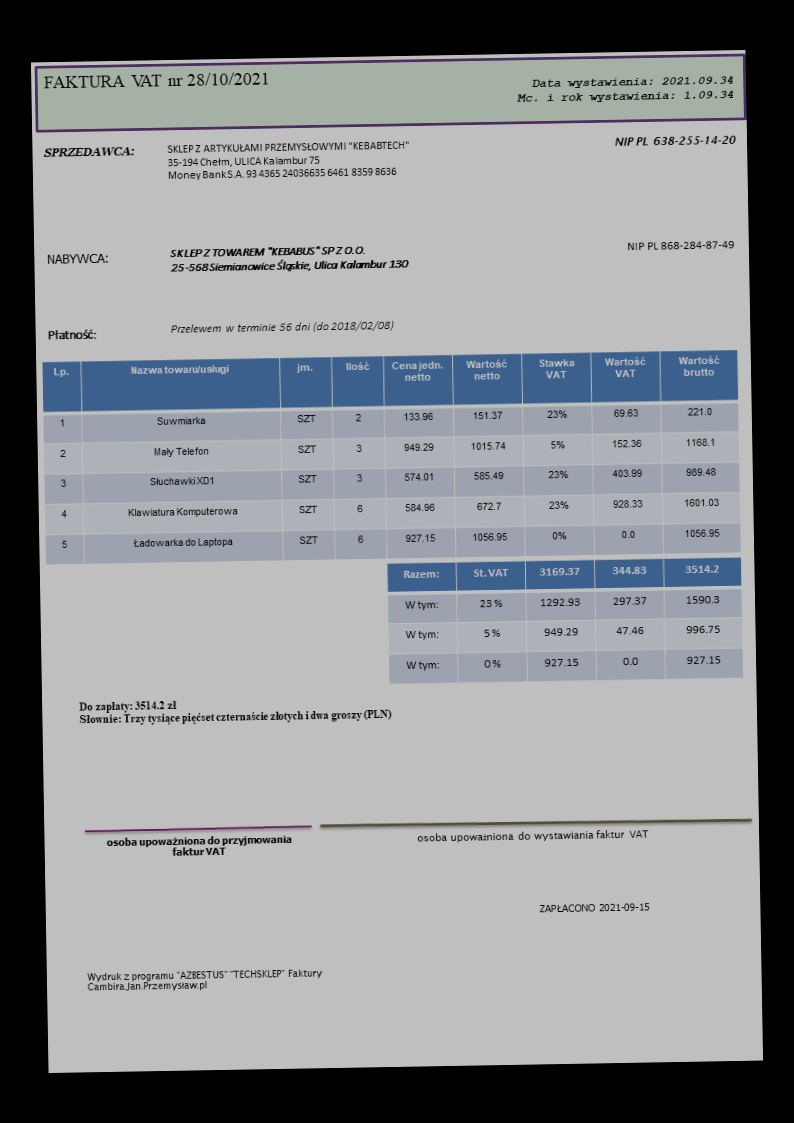 FAKTURA VAT nr 28/10/2021
Data wystawienia: 2021.09.34
Mc. i rok wystawienia: 1.09.34
SPRZEDAWCA:
SKLEP Z ARTYKUŁAMI PRZEMYSŁOWYMI "KEBABTECH"
35-194 Chełm, ULICA Kalambur 75
Money Bank S.A. 93 4365 24036635 6461 8359 8636
NIP PL 638-255-14-20
NABYWCA:
SKLEP Z TOWAREM "KEBABUS" SP Z O.O.
25-568 Siemianowice Śląskie, Ulica Kalambur 130
NIP PL 868-284-87-49
Płatność:
Przelewem w terminie 56 dni (do 2018/02/08)
Lp. Nazwa towaru/usługi jm. Ilość Cena jedn. netto Wartość netto Stawka VAT Wartość VAT Wartość brutto
1 Suwmiarka SZT 2 133.96 151.37 23% 69.63 221.0
2 Mały Telefon SZT 3 949.29 1015.74 5% 152.36 1168.1
3 Słuchawki XD1 SZT 3 574.01 585.49 23% 403.99 989.48
4 Klawiatura Komputerowa SZT 6 584.96 672.7 23% 928.33 1601.03
5 Ładowarka do Laptopa SZT 6 927.15 1056.95 0% 0.0 1056.95
Razem: St. VAT 3169.37 344.83 3514.2
W tym: 23 % 1292.93 297.37 1590.3
W tym: 5 % 949.29 47.46 996.75
W tym: 0 % 927.15 0.0 927.15
Do zapłaty: 3514.2 zł
Słownie: Trzy tysiące pięćset czternaście złotych i dwa groszy (PLN)
osoba upoważniona do przyjmowania
faktur VAT
osoba upoważniona do wystawiania faktur VAT
ZAPŁACONO 2021-09-15
Wydruk z programu "AZBESTUS" "TECHSKLEP" Faktury
Cambira.Jan.Przemysław.pl